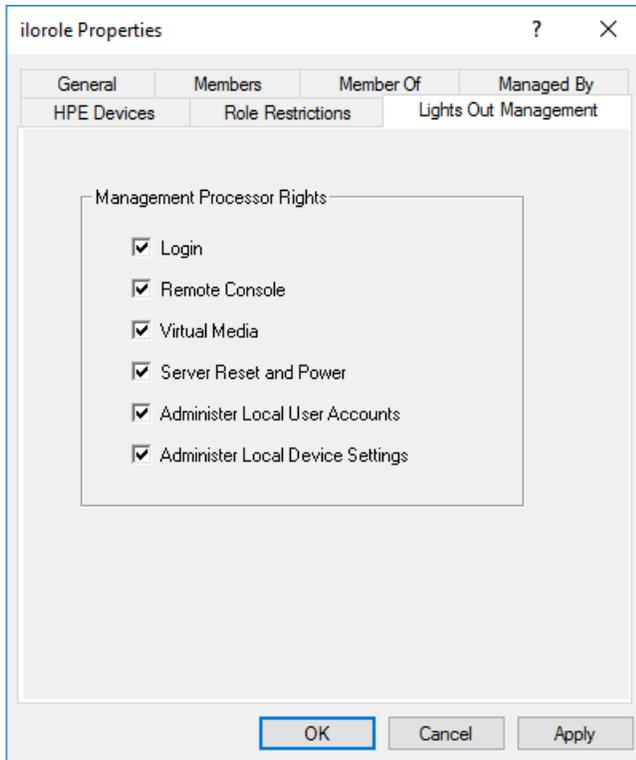 ilorole Properties ?
General Members Member Of Managed By
HPE Devices Role Restrictions Lights Out Management
Management Processor Rights
Login
Remote Console
Virtual Media
Server Reset and Power
Administer Local User Accounts
Administer Local Device Settings
OK Cancel Apply